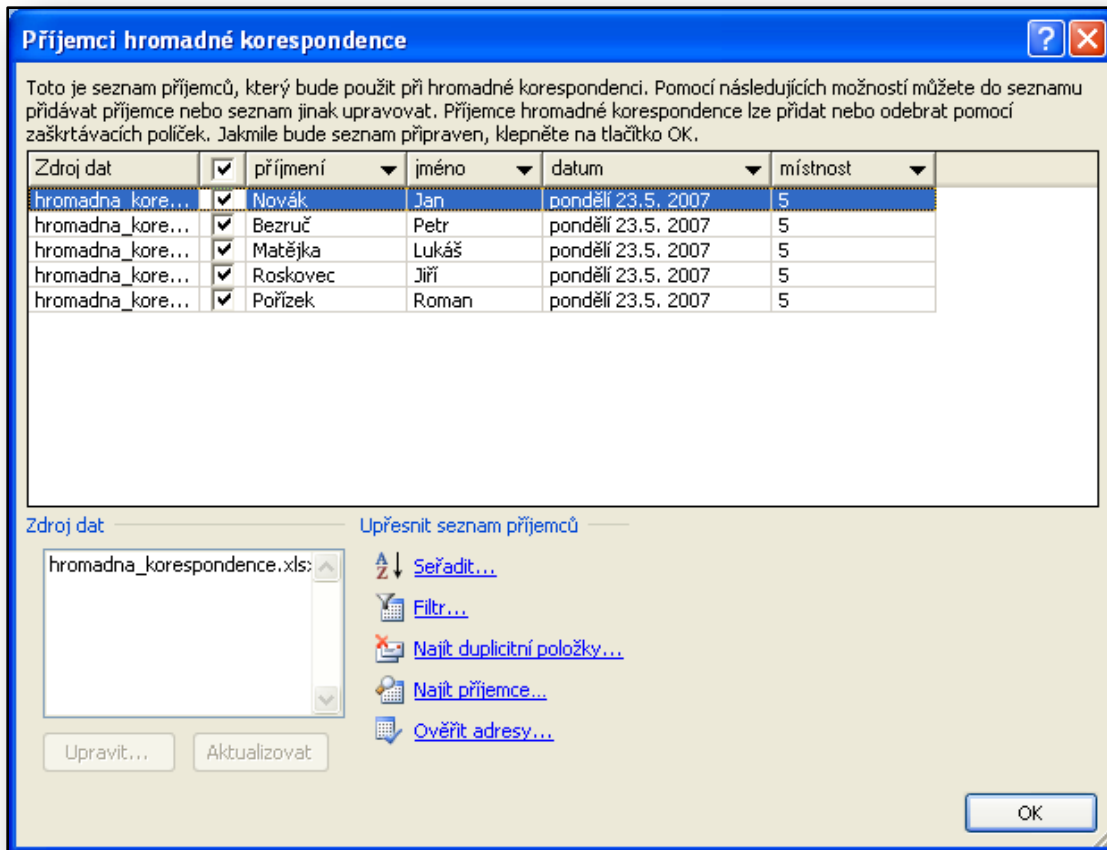 Příjemci hromadné korespondence
Toto je seznam příjemců, který bude použit při hromadné korespondenci. Pomocí následujících možností můžete do seznamu
přidávat příjemce nebo seznam jinak upravovat. Příjemce hromadné korespondence lze přidat nebo odebrat pomocí
zaškrtávacích políček. Jakmile bude seznam připraven, klepněte na tlačítko OK.
Zdroj dat příjmení jméno datum místnost
hromadna_kore... Novák Jan pondělí 23.5. 2007 5
hromadna_kore... Bezruč Petr pondělí 23.5. 2007 5
hromadna_kore... Matějka Lukáš pondělí 23.5. 2007 5
hromadna_kore... Roskovec Jiří pondělí 23.5. 2007 5
hromadna_kore... Pořízek Roman pondělí 23.5. 2007 5
Zdroj dat
hromadna_korespondence.xlsx
Upravit... Aktualizovat
Upřesnit seznam příjemců
Seřadit...
Filtr...
Najít duplicitní položky...
Najít příjemce...
Ověřit adresy...
OK